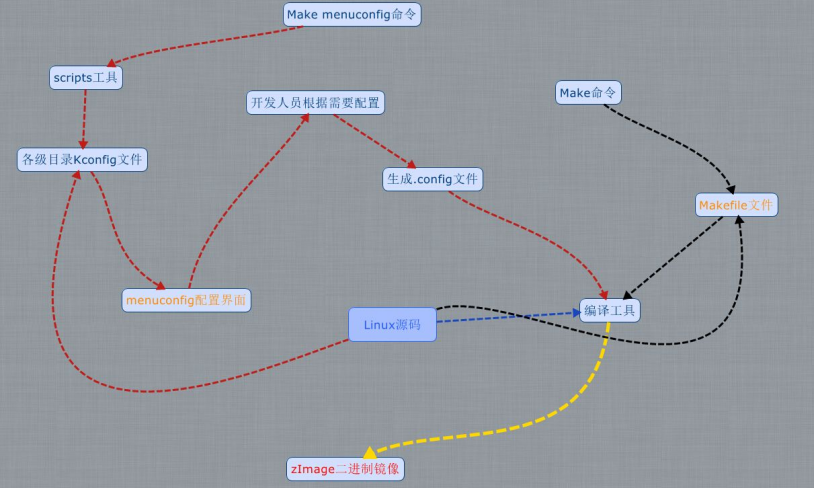 Make menuconfig命令
scripts工具
开发人员根据需要配置
Make命令
各级目录Kconfig文件
生成.config文件
Makefile文件
menuconfig配置界面
Linux源码
编译工具
zImage二进制镜像